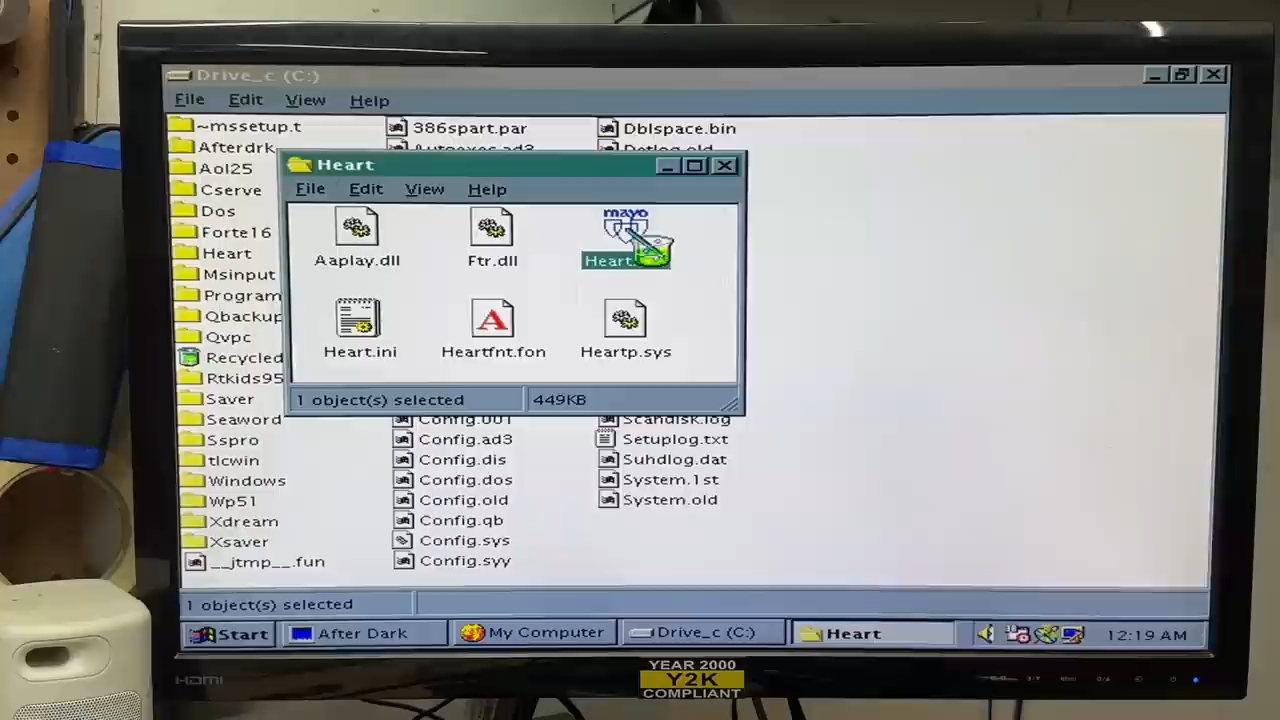 Drive_c (C:)
File Edit View Help
~mssetup.t 386spart.par Dblspace.bin
Afterdrk
Aol25
Cserve
Dos
Forte16
Heart
Msinput
Program
Qbackup
Qvpc
Recycled
Rtkids95
Saver
Seaword
Sspro
tlcwin
Windows
Wp51
Xdream
Xsaver
__jtmp__.fun
Config.001
Config.ad3
Config.dis
Config.dos
Config.old
Config.qb
Config.sys
Config.syy
Scandisk.log
Setuplog.txt
Suhdlog.dat
System.1st
System.old
Heart
File Edit View Help
mayo
Aaplay.dll Ftr.dll Heart.
Heart.ini Heartfnt.fon Heartp.sys
1 object(s) selected 449KB
1 object(s) selected
Start After Dark My Computer Drive_c (C:) Heart 12:19 AM
HDMI
YEAR 2000
Y2K
COMPLIANT